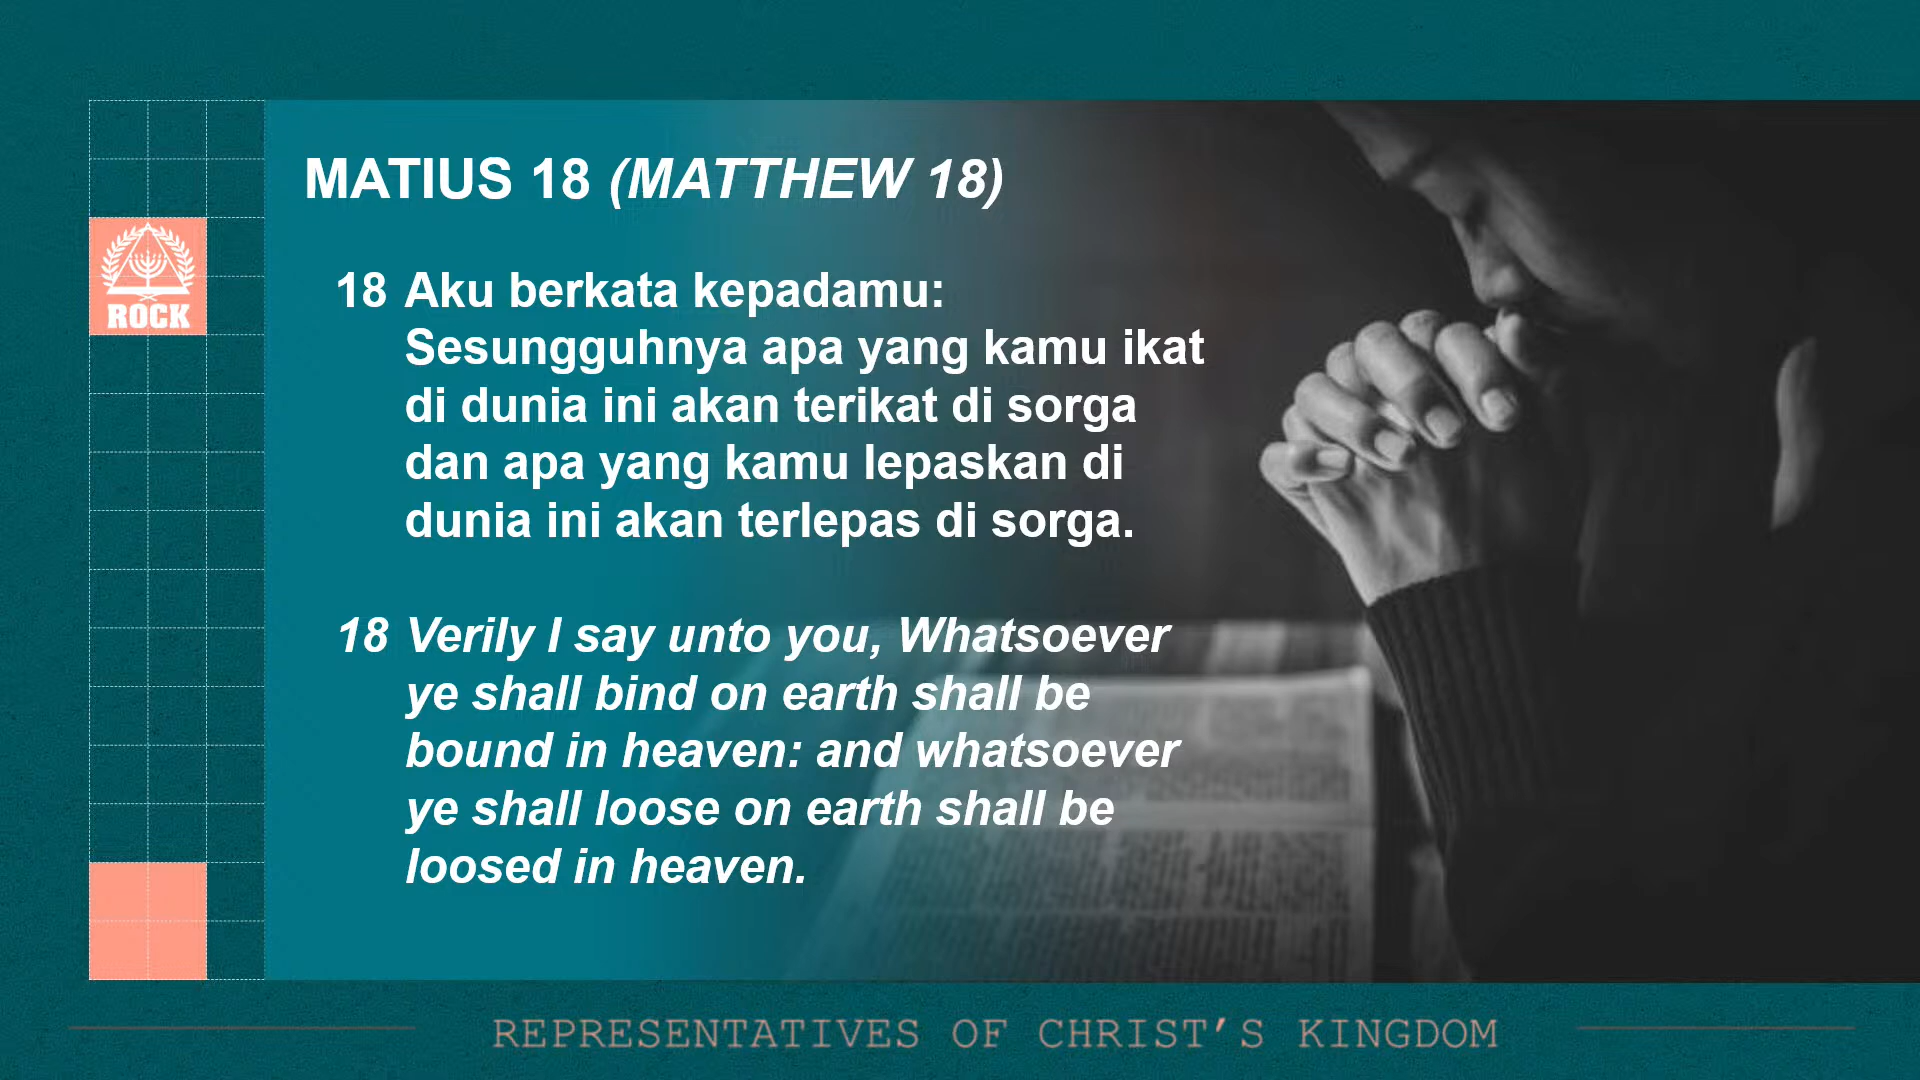 MATIUS 18 (MATTHEW 18)
ROCK
18 Aku berkata kepadamu:
Sesungguhnya apa yang kamu ikat
di dunia ini akan terikat di sorga
dan apa yang kamu lepaskan di
dunia ini akan terlepas di sorga.
18 Verily I say unto you, Whatsoever
ye shall bind on earth shall be
bound in heaven: and whatsoever
ye shall loose on earth shall be
loosed in heaven.
REPRESENTATIVES OF CHRIST'S KINGDOM